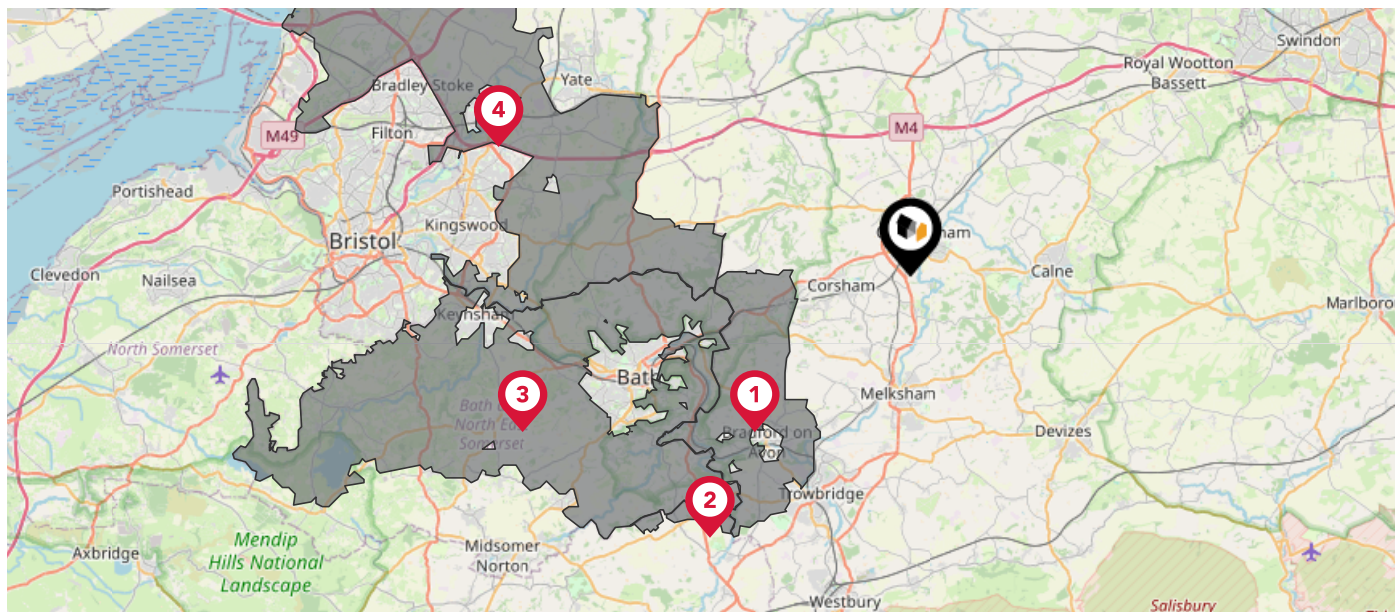 Swindon
Royal Wootton
Bassett
Yate
Bradley Stoke
4
M4
M49
Filton
Portishead
Kingswood
Bristol
Clevedon
Nailsea
Calne
Corsham
Marlboro
Keynsham
North Somerset
Bath
3
1
Melksham
North East
Somerset
Bradford on
Avon
Devizes
2
Trowbridge
Mendip
Hills National
Landscape
Axbridge
Midsomer
Norton
Westbury
Salisbury